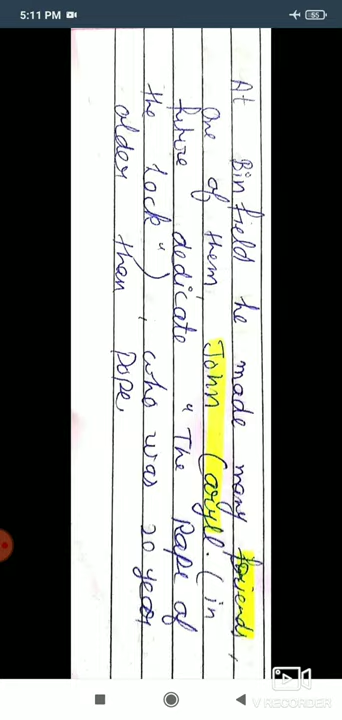 5:11 PM
55
At Binfield he made many friends,
One of them John Caryll. (in
future dedicate "The Rape of
the Lock"), who was 20 year
older than Pope.
V RECORDER